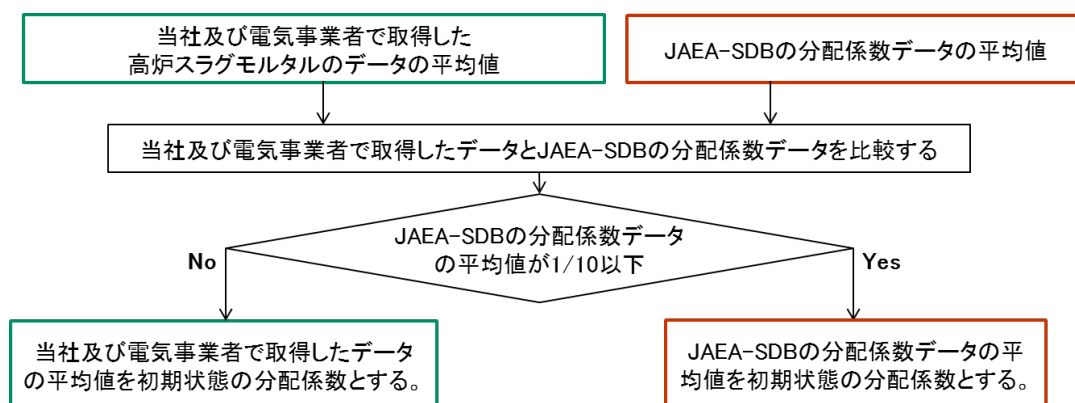 当社及び電気事業者で取得した
高炉スラグモルタルのデータの平均値
JAEA-SDBの分配係数データの平均値
当社及び電気事業者で取得したデータとJAEA-SDBの分配係数データを比較する
JAEA-SDBの分配係数データ
の平均値が1/10以下
No
Yes
当社及び電気事業者で取得したデータ
の平均値を初期状態の分配係数とする。
JAEA-SDBの分配係数データの平
均値を初期状態の分配係数とする。